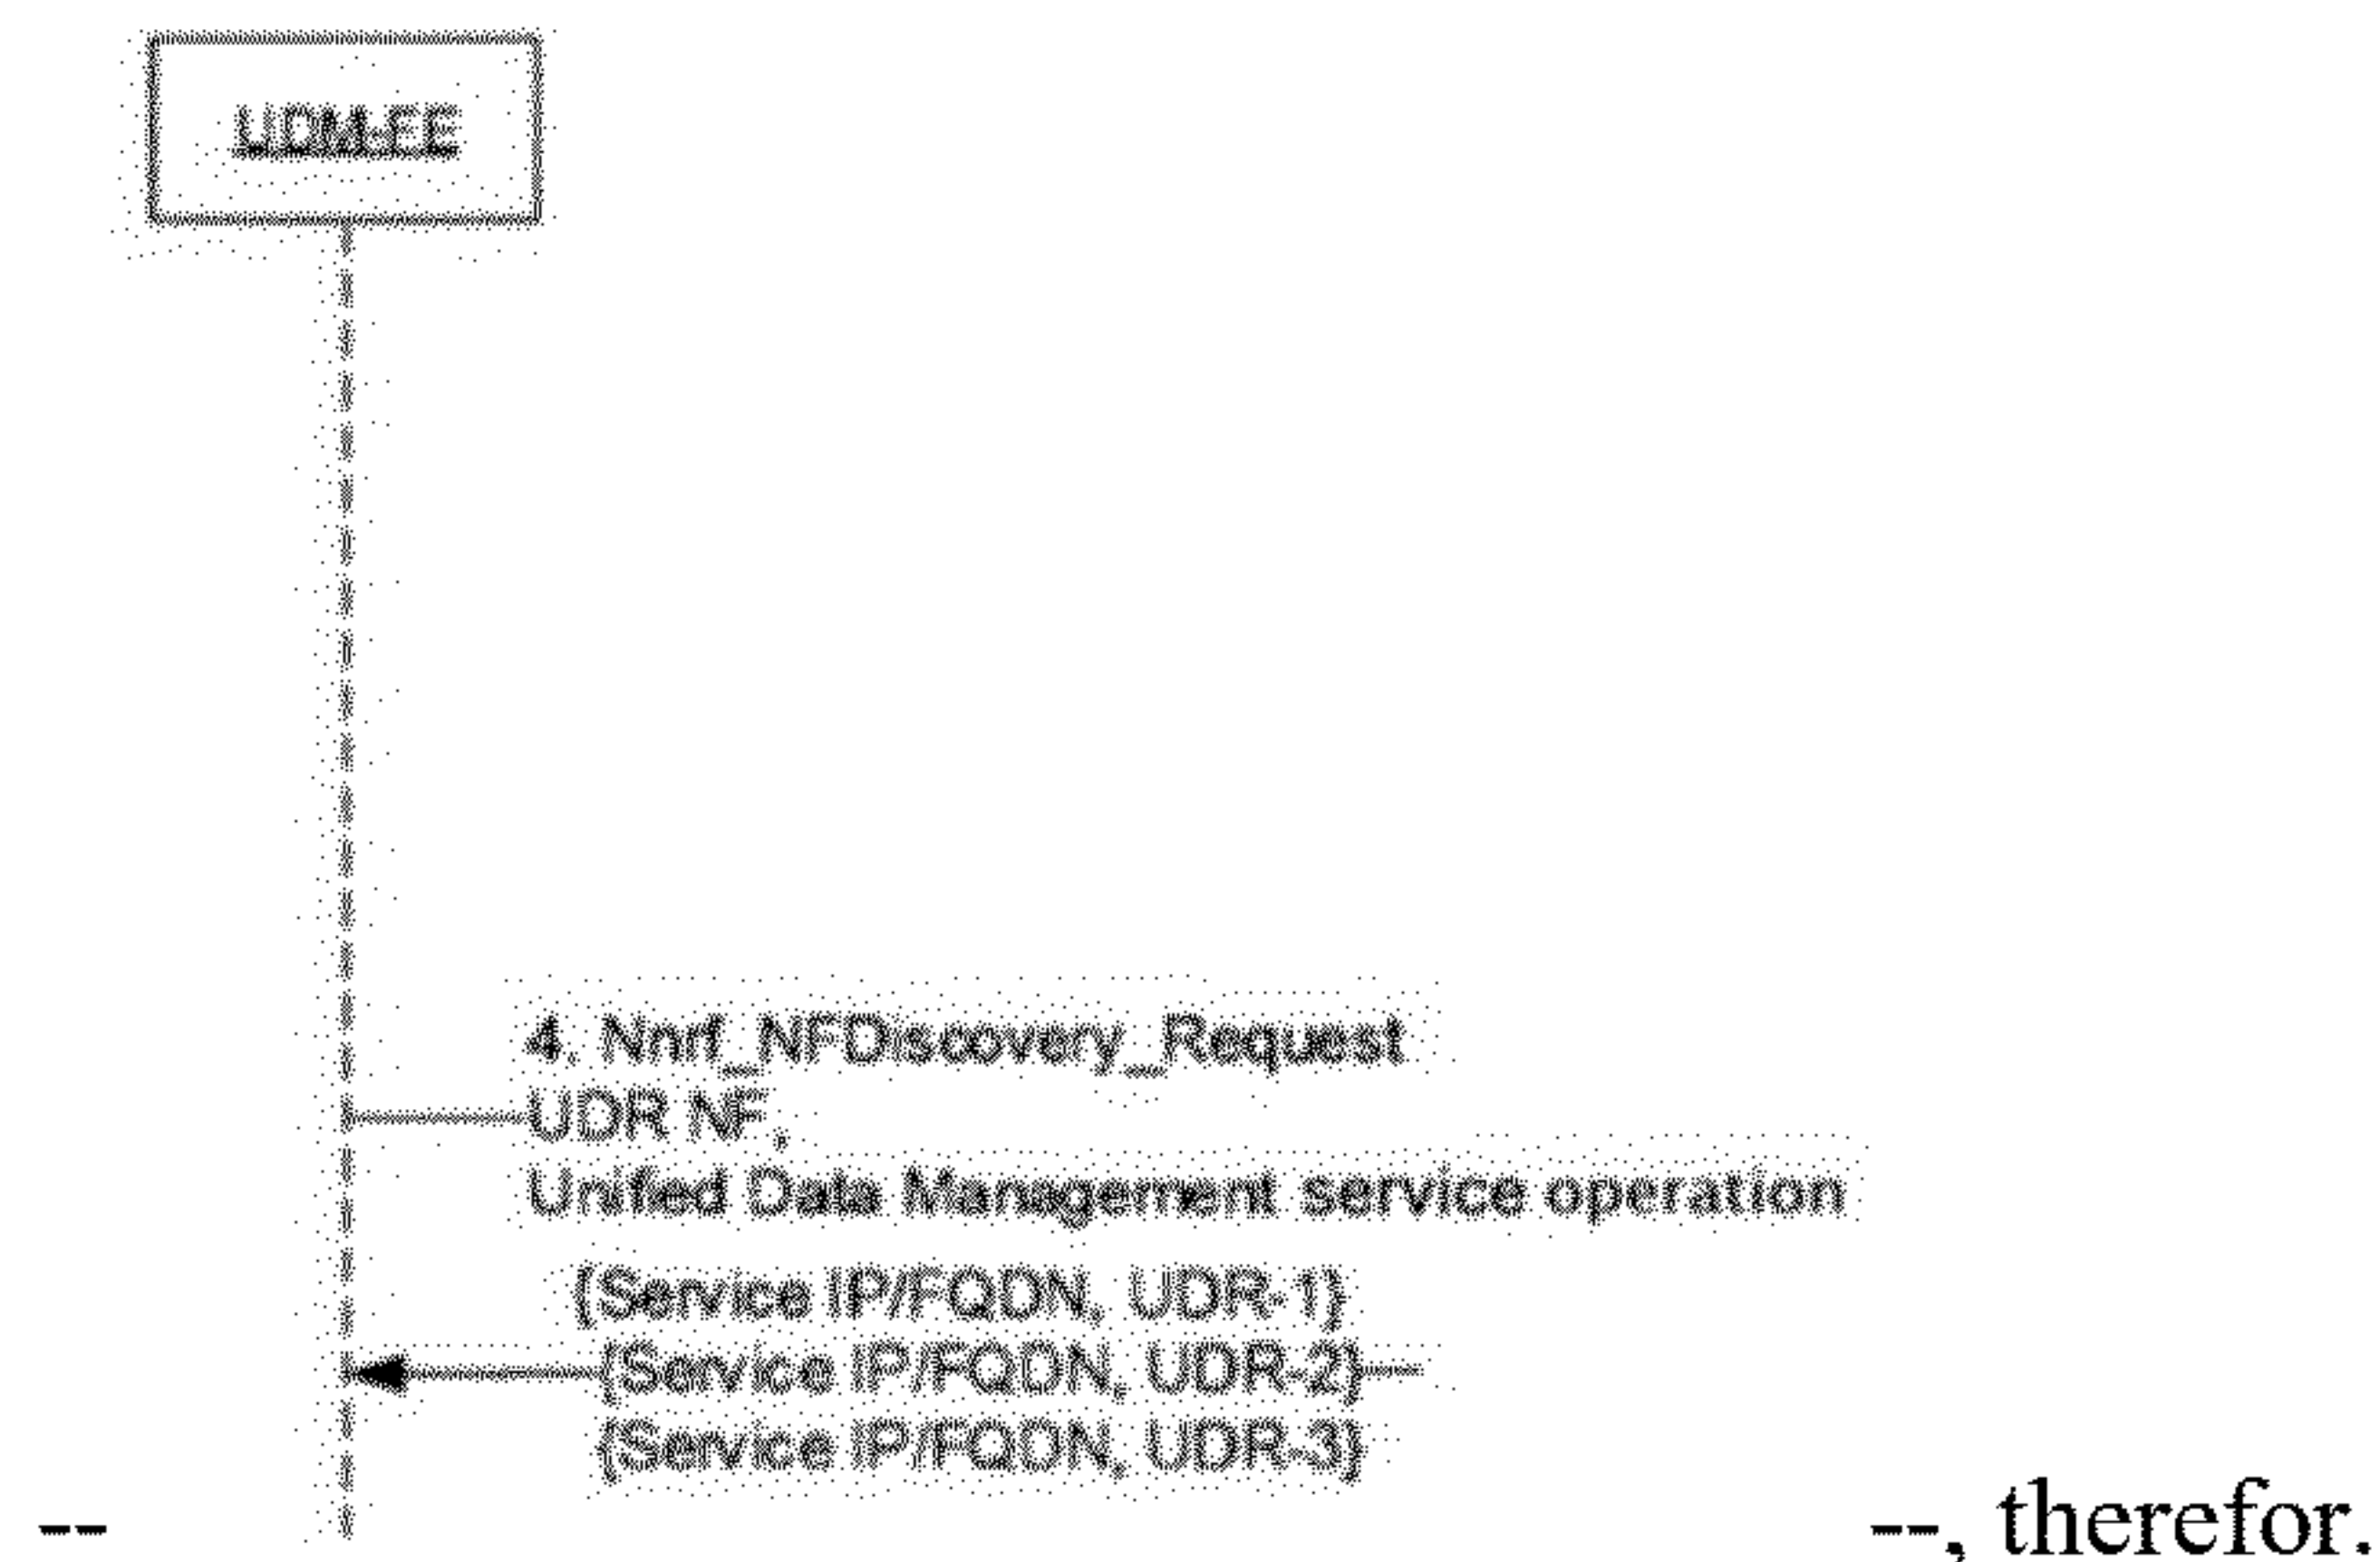 UDM-FE
4. Nnrf_NFDiscovery_Request
UDR NF,
Unified Data Management service operation
(Service IP/FQDN, UDR-1)
(Service IP/FQDN, UDR-2)
(Service IP/FQDN, UDR-3)
-- --, therefor.